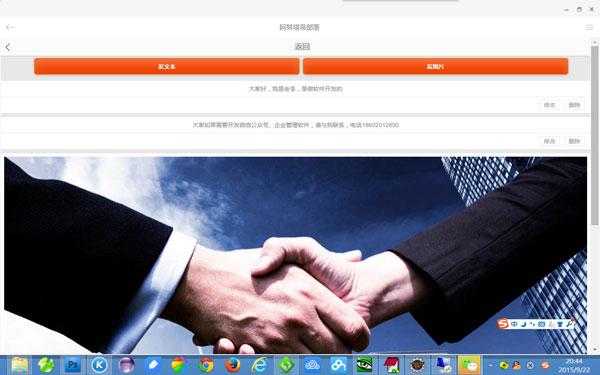 阿努塔奇部落
返回
发文本
发图片
大家好，我是老李，是做软件开发的
修改
删除
大家如果需要开发微信公众号、企业管理软件，请与我联系，电话18602012890
修改
删除
中
20:44
2015/9/22